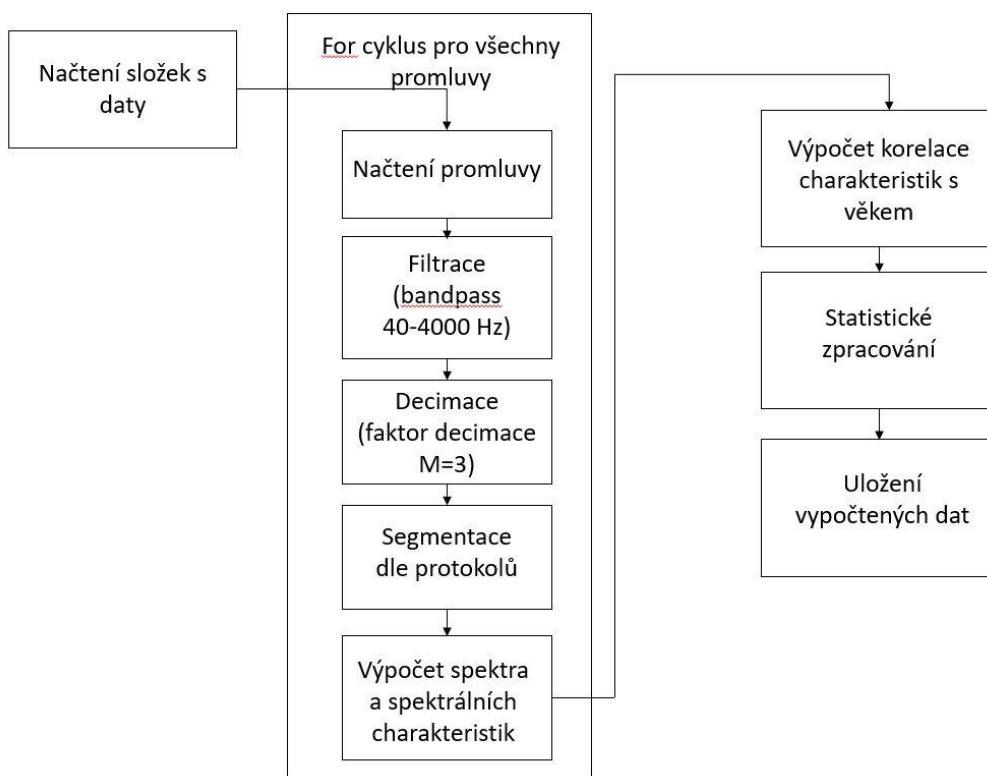 Načtení složek s
daty
For cyklus pro všechny
promluvy
Načtení promluvy
Filtrace
(bandpass
40-4000 Hz)
Decimace
(faktor decimace
M=3)
Segmentace
dle protokolů
Výpočet spektra
a spektrálních
charakteristik
Výpočet korelace
charakteristik s
věkem
Statistické
zpracování
Uložení
vypočtených dat